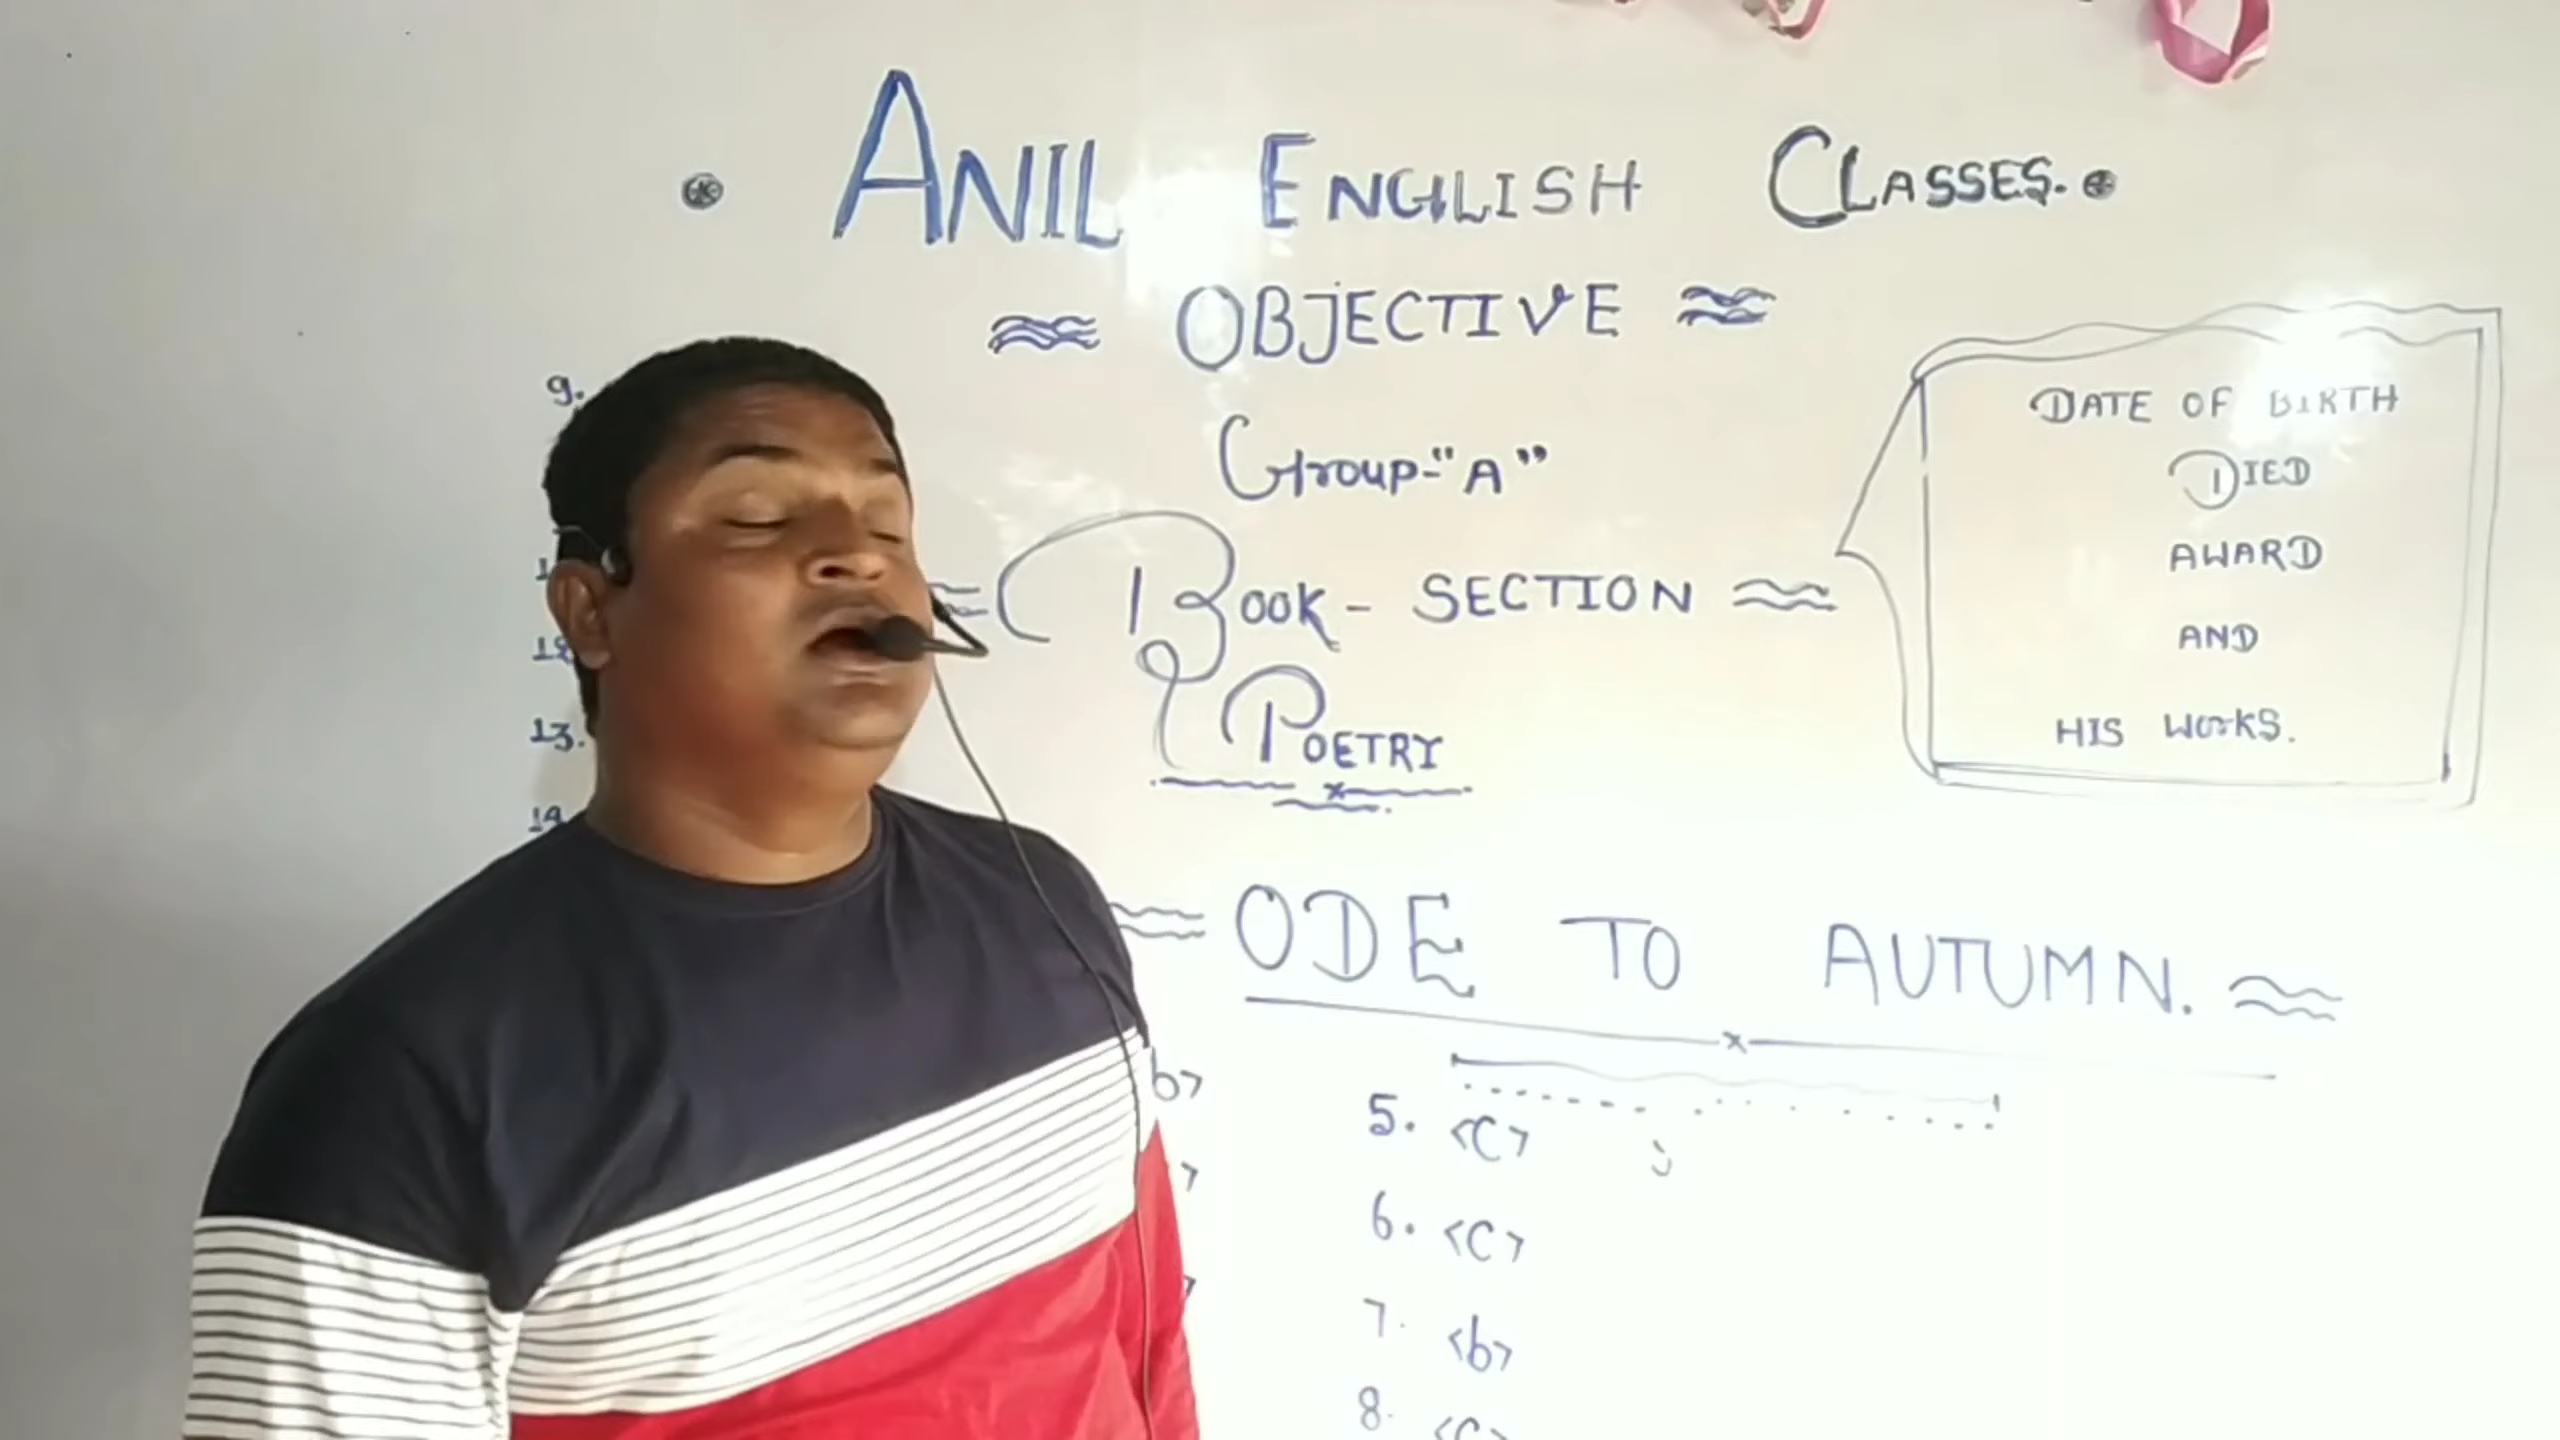 ANIL ENGLISH CLASSES.
OBJECTIVE
Group-"A"
BOOK - SECTION
POETRY
DATE OF BIRTH
DIED
AWARD
AND
HIS WORKS.
ODE TO AUTUMN.
9.
13.
14
b>
5. <C>
6. <C>
7. <b>
8. <C>